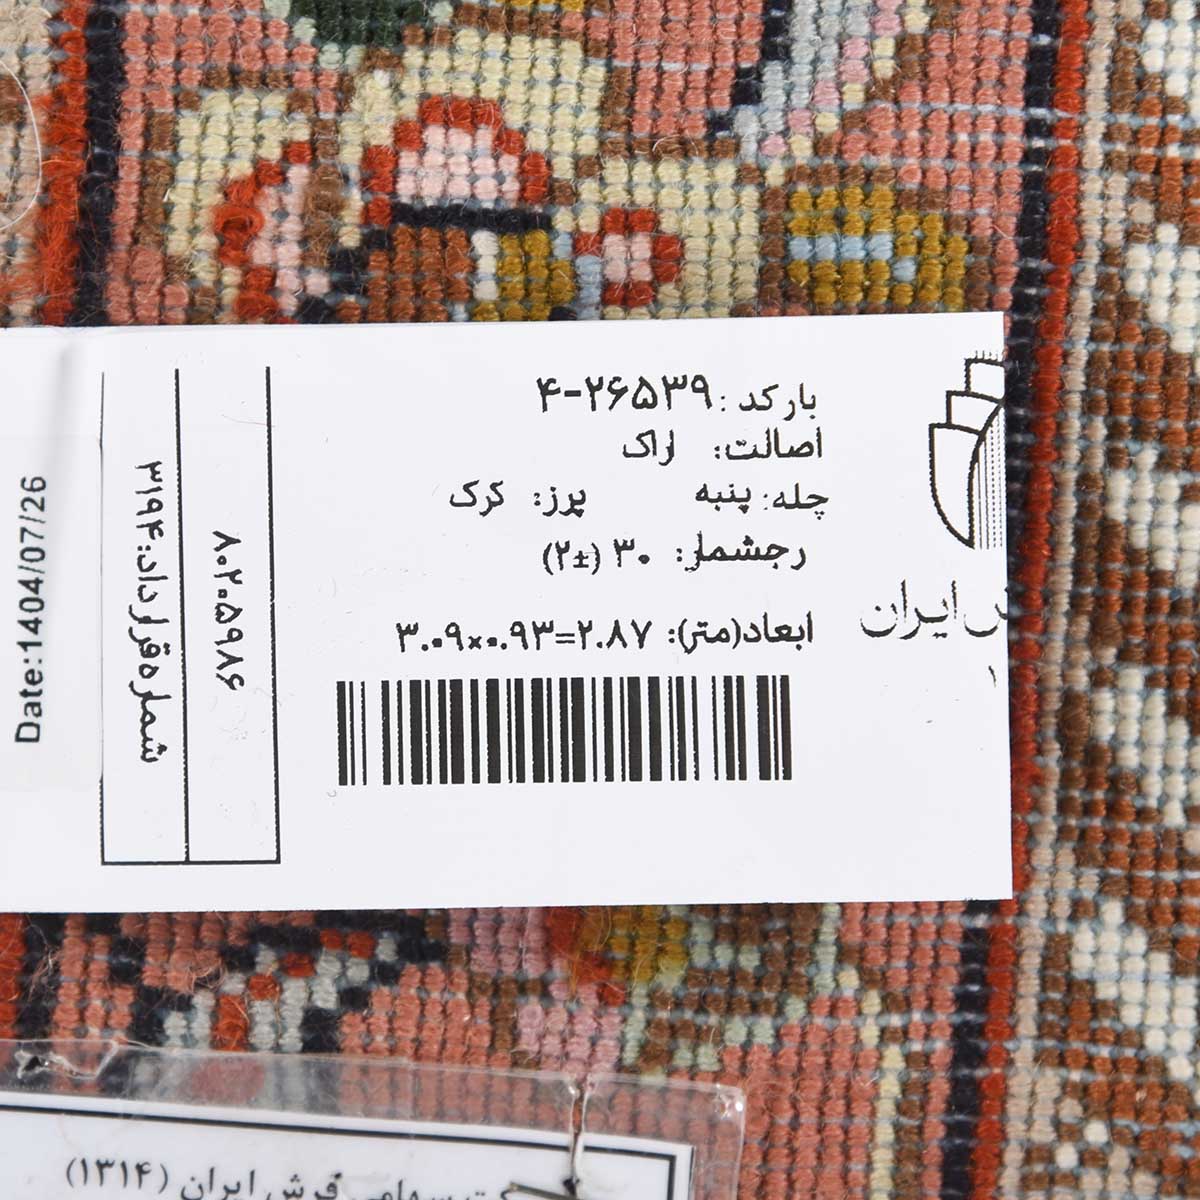 بارکد: ۴-۲۶۵۳۹
اصالت: اراک
چله: پنبه پرز: کرک
رجشمار: ۳۰ (±۲)
ابعاد(متر): ۳.۰۹×۰.۹۳=۲.۸۷
ایران
۸۰۲۰۵۹۸۶
شماره قرارداد: ۳۱۹۴
Date:1404/07/26
سهامی فرش ایران (۱۳۱۴)